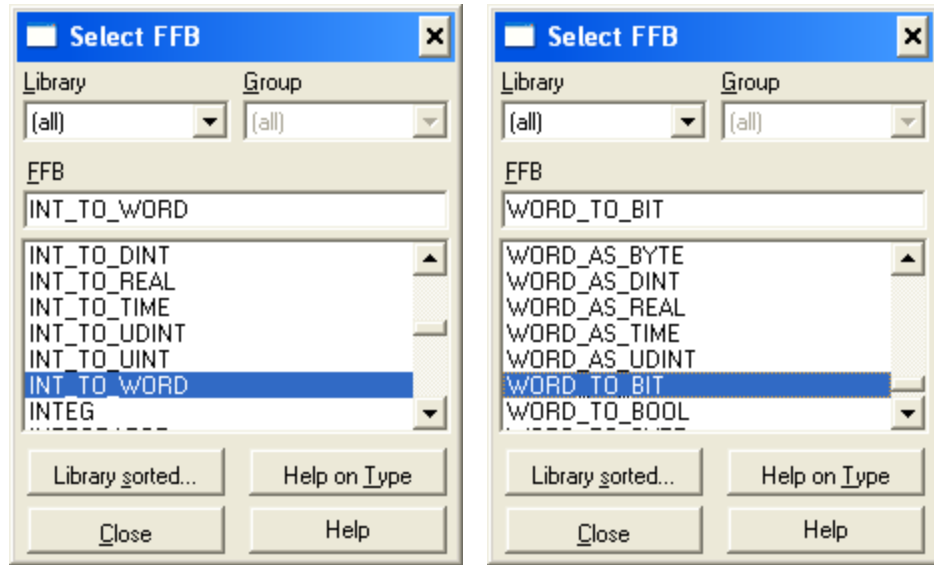 Select FFB
Library Group
(all) (all)
FFB
INT_TO_WORD
INT_TO_DINT
INT_TO_REAL
INT_TO_TIME
INT_TO_UDINT
INT_TO_UINT
INT_TO_WORD
INTEG
Library sorted... Help on Type
Close Help
Select FFB
Library Group
(all) (all)
FFB
WORD_TO_BIT
WORD_AS_BYTE
WORD_AS_DINT
WORD_AS_REAL
WORD_AS_TIME
WORD_AS_UDINT
WORD_TO_BIT
WORD_TO_BOOL
Library sorted... Help on Type
Close Help